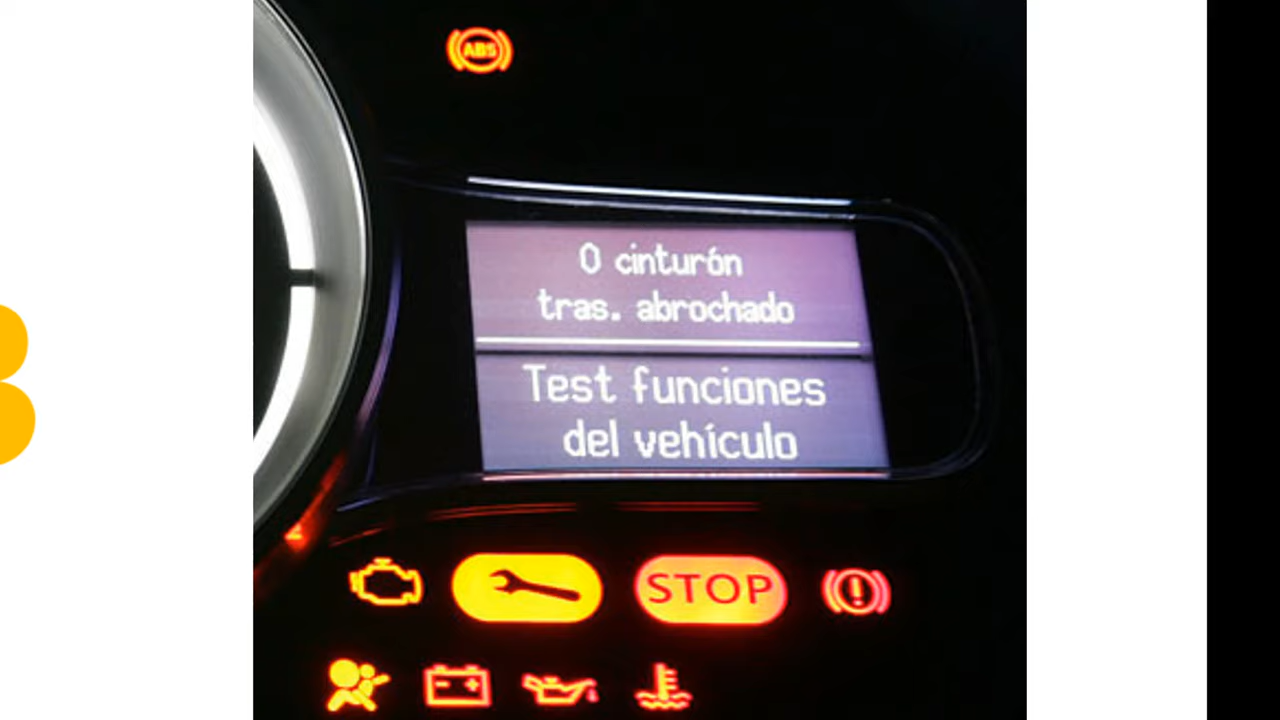 ABS
0 cinturón
tras. abrochado
Test funciones
del vehículo
STOP